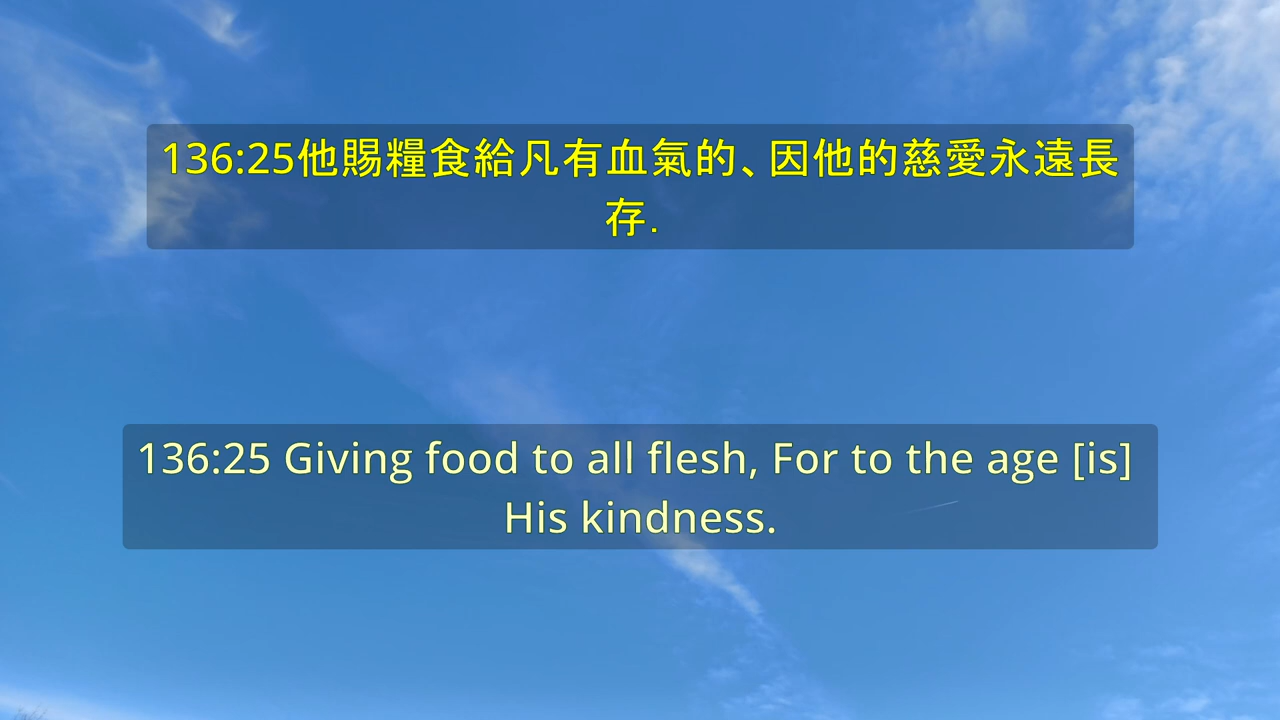 136:25他賜糧食給凡有血氣的、因他的慈愛永遠長
存.
136:25 Giving food to all flesh, For to the age [is]
His kindness.